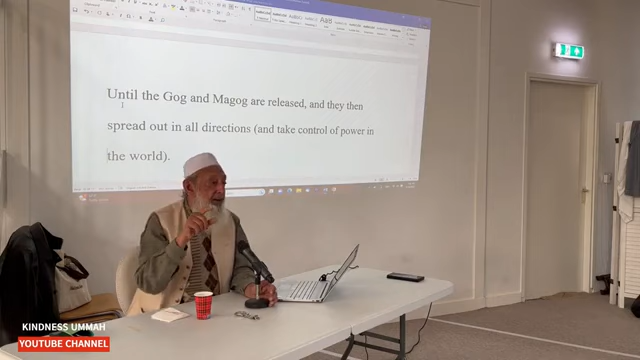 Until the Gog and Magog are released, and they then
spread out in all directions (and take control of power in
the world).
KINDNESS UMMAH
YOUTUBE CHANNEL